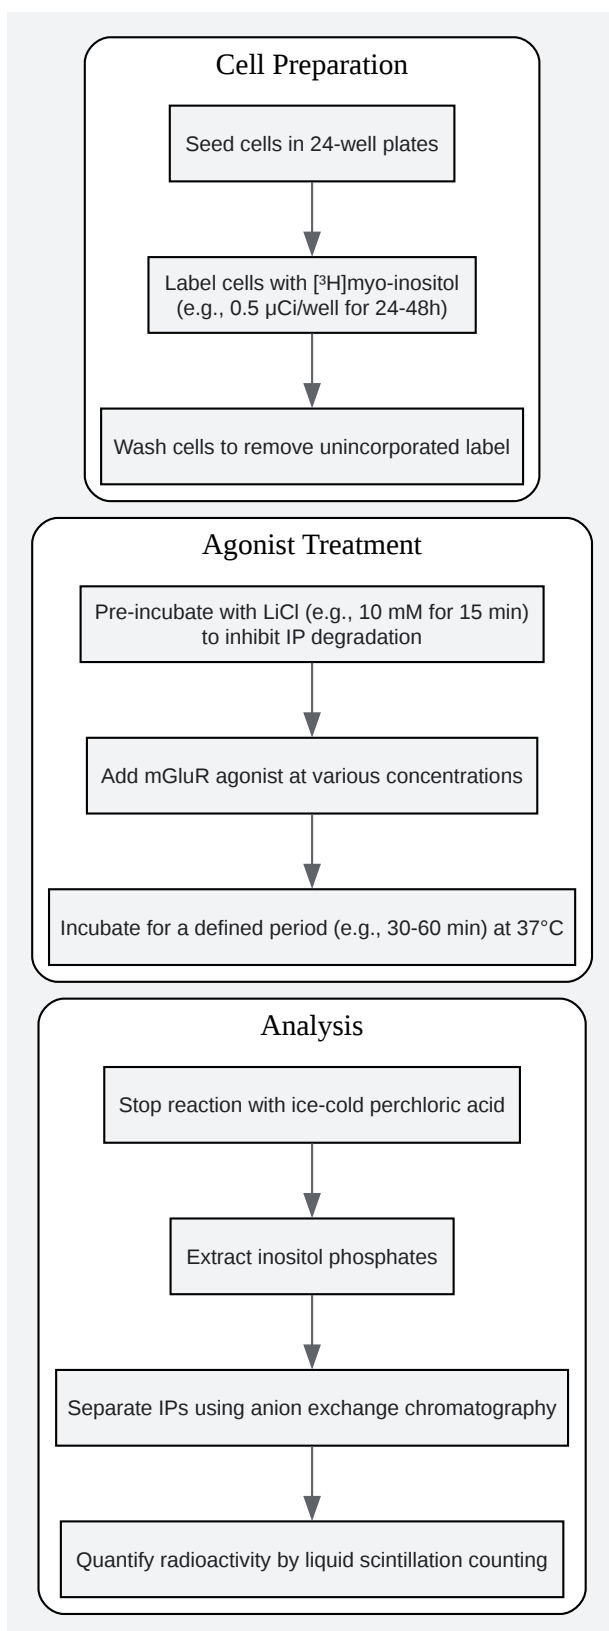 Cell Preparation
Seed cells in 24-well plates
Label cells with [³H]myo-inositol
(e.g., 0.5 μCi/well for 24-48h)
Wash cells to remove unincorporated label
Agonist Treatment
Pre-incubate with LiCl (e.g., 10 mM for 15 min)
to inhibit IP degradation
Add mGluR agonist at various concentrations
Incubate for a defined period (e.g., 30-60 min) at 37°C
Analysis
Stop reaction with ice-cold perchloric acid
Extract inositol phosphates
Separate IPs using anion exchange chromatography
Quantify radioactivity by liquid scintillation counting